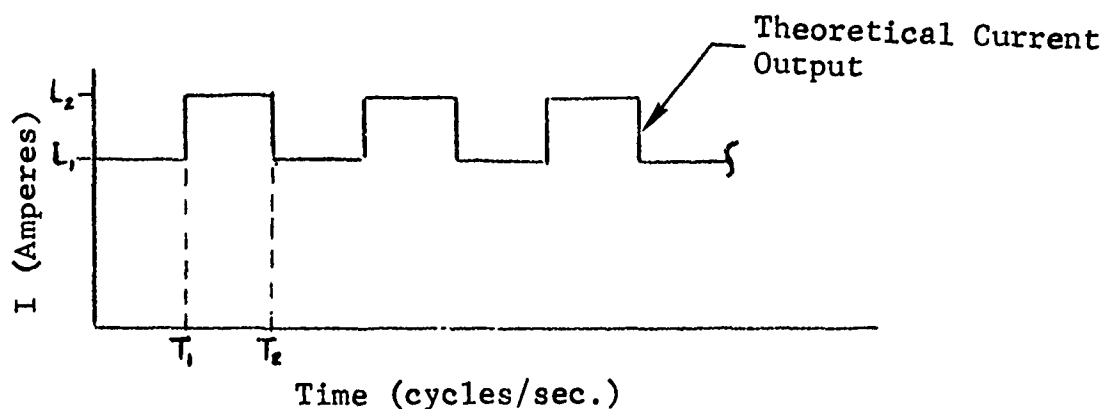 Theoretical Current
Output
I (Amperes)
L₂
L₁
T₁
T₂
Time (cycles/sec.)